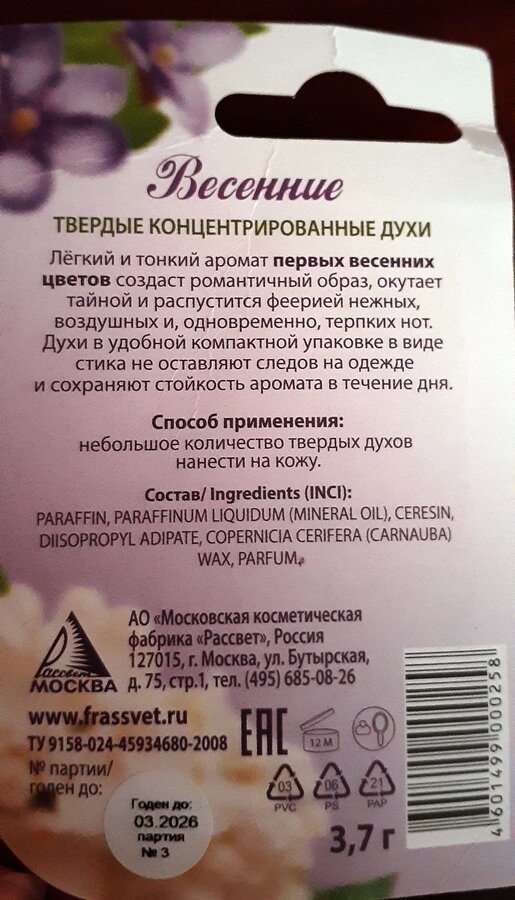 Весенние
ТВЕРДЫЕ КОНЦЕНТРИРОВАННЫЕ ДУХИ
Лёгкий и тонкий аромат первых весенних
цветов создаст романтичный образ, окутает
тайной и распустится феерией нежных,
воздушных и, одновременно, терпких нот.
Духи в удобной компактной упаковке в виде
стика не оставляют следов на одежде
и сохраняют стойкость аромата в течение дня.
Способ применения:
небольшое количество твердых духов
нанести на кожу.
Состав/ Ingredients (INCI):
PARAFFIN, PARAFFINUM LIQUIDUM (MINERAL OIL), CERESIN,
DIISOPROPYL ADIPATE, COPERNICIA CERIFERA (CARNAUBA)
WAX, PARFUM.
Рассвет
МОСКВА
АО «Московская косметическая
фабрика «Рассвет», Россия
127015, г. Москва, ул. Бутырская,
д. 75, стр.1, тел. (495) 685-08-26
www.frassvet.ru
ТУ 9158-024-45934680-2008
№ партии/
годен до:
Годен до:
03.2026
партия
№ 3
EAC
12 M
03
PVC
06
PS
21
PAP
3,7 г
4601499000258